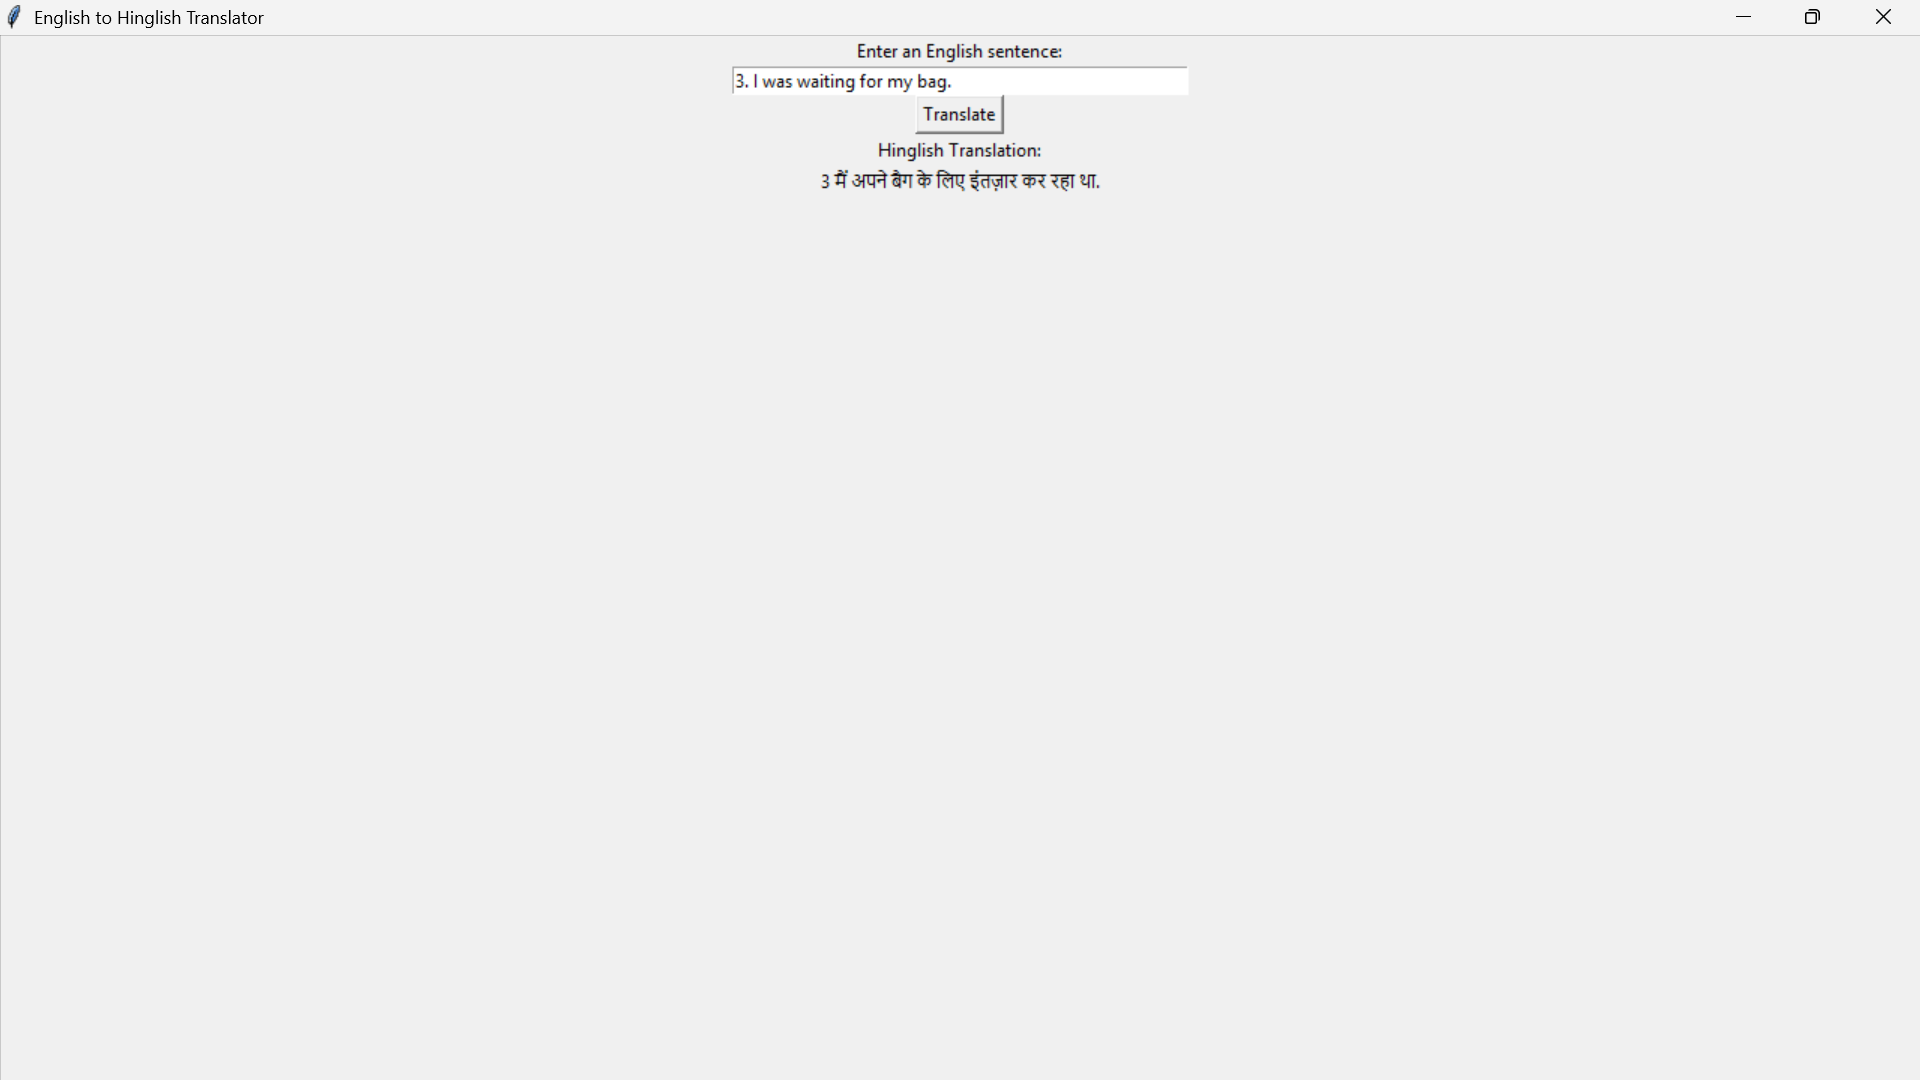 English to Hinglish Translator
Enter an English sentence:
3. I was waiting for my bag.
Translate
Hinglish Translation:
3 मैं अपने बैग के लिए इंतज़ार कर रहा था.